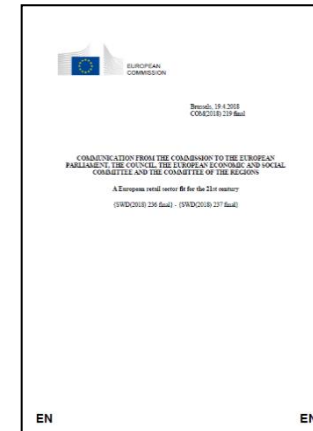 EUROPEAN
COMMISSION
Brussels, 19.4.2018
COM(2018) 219 final
COMMUNICATION FROM THE COMMISSION TO THE EUROPEAN
PARLIAMENT, THE COUNCIL, THE EUROPEAN ECONOMIC AND SOCIAL
COMMITTEE AND THE COMMITTEE OF THE REGIONS
A European retail sector fit for the 21st century
{SWD(2018) 236 final} - {SWD(2018) 237 final}
EN EN